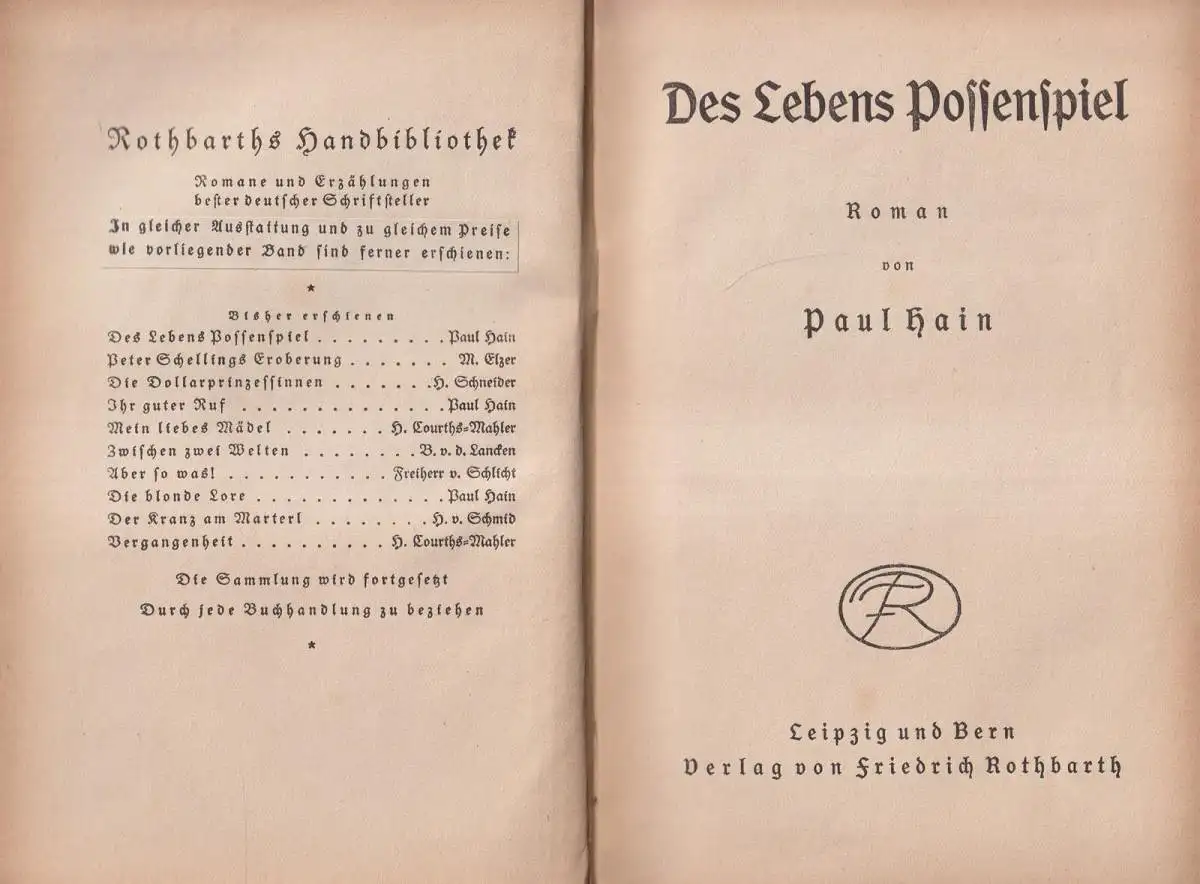 Rothbarths Handbibliothek
Romane und Erzählungen
bester deutscher Schriftsteller
In gleicher Ausstattung und zu gleichem Preise
wie vorliegender Band sind ferner erschienen:
*
Bisher erschienen
Des Lebens Possenspiel . . . . . . . . . Paul Hain
Peter Schellings Eroberung . . . . . . . M. Elzer
Die Dollarprinzessinnen . . . . . . . H. Schneider
Ihr guter Ruf . . . . . . . . . . . . . . Paul Hain
Mein liebes Mädel . . . . . . . H. Courths-Mahler
Zwischen zwei Welten . . . . . . . . B. v. d. Lancken
Aber so was! . . . . . . . . . . . Freiherr v. Schlicht
Die blonde Lore . . . . . . . . . . . . . Paul Hain
Der Kranz am Marterl . . . . . . . . H. v. Schmid
Vergangenheit . . . . . . . . . . H. Courths-Mahler
Die Sammlung wird fortgesetzt
Durch jede Buchhandlung zu beziehen
*
Des Lebens Possenspiel
Roman
von
Paul Hain
FR
Leipzig und Bern
Verlag von Friedrich Rothbarth